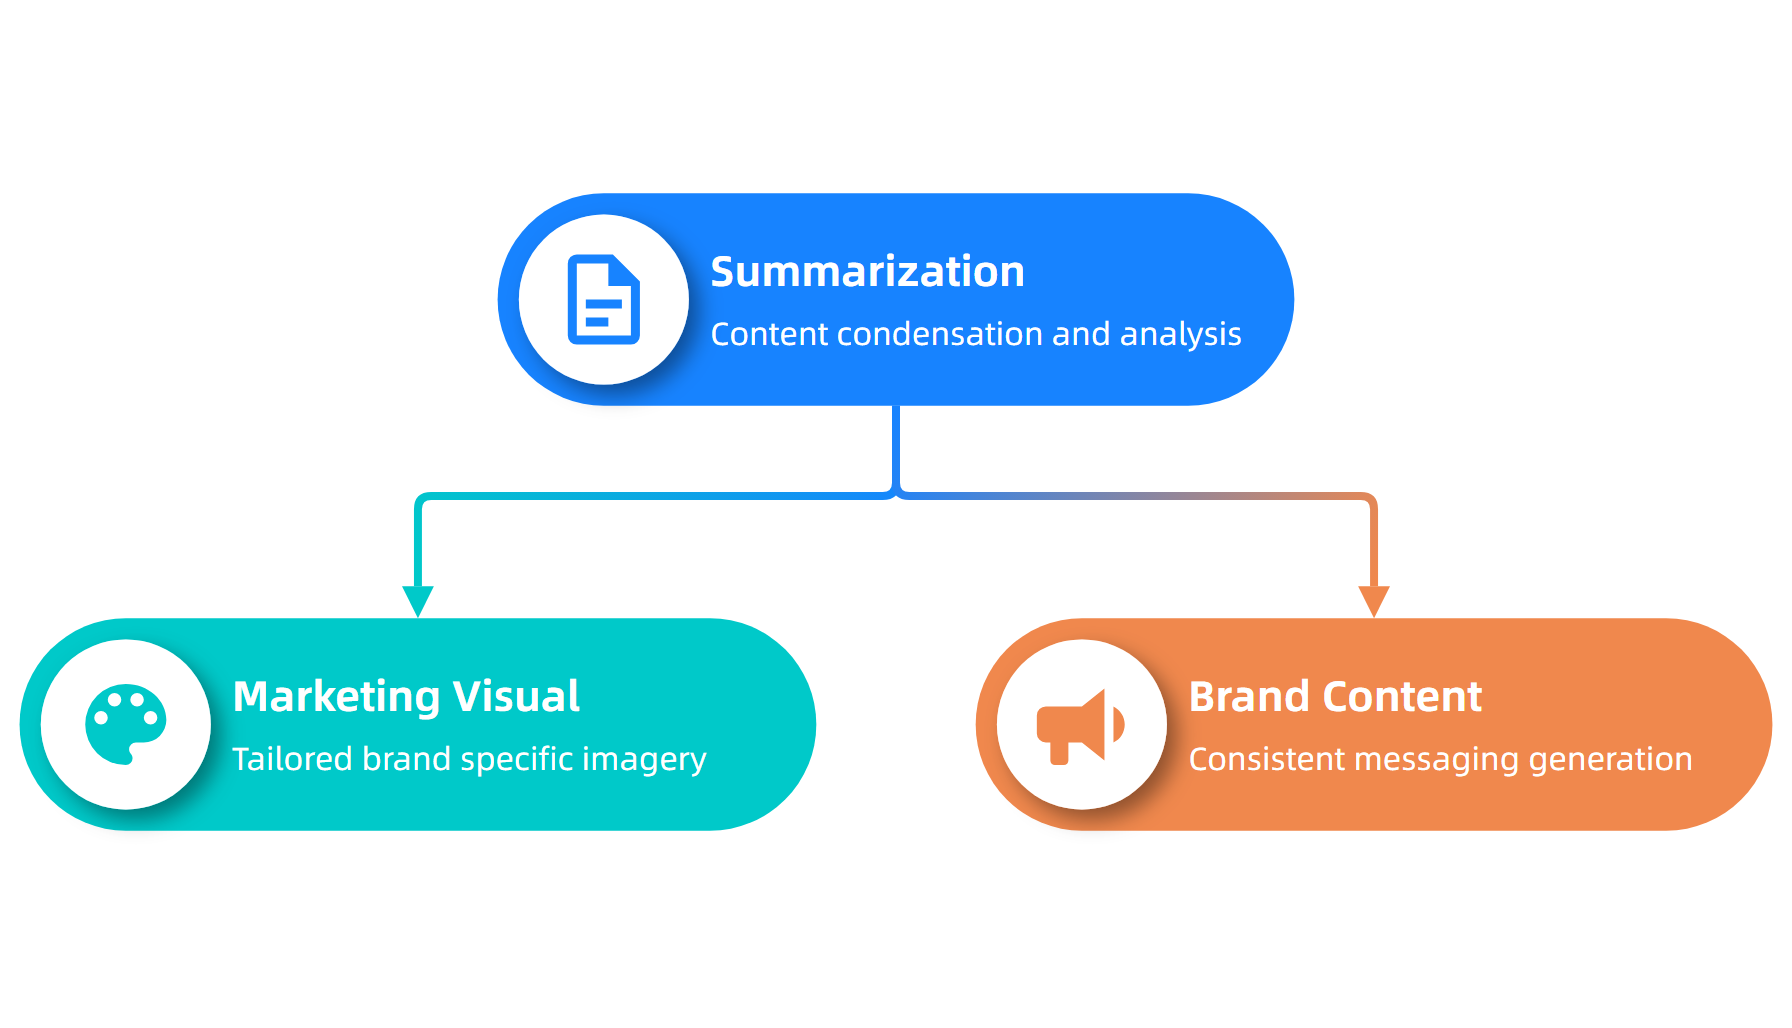 Summarization
Content condensation and analysis
Marketing Visual
Tailored brand specific imagery
Brand Content
Consistent messaging generation